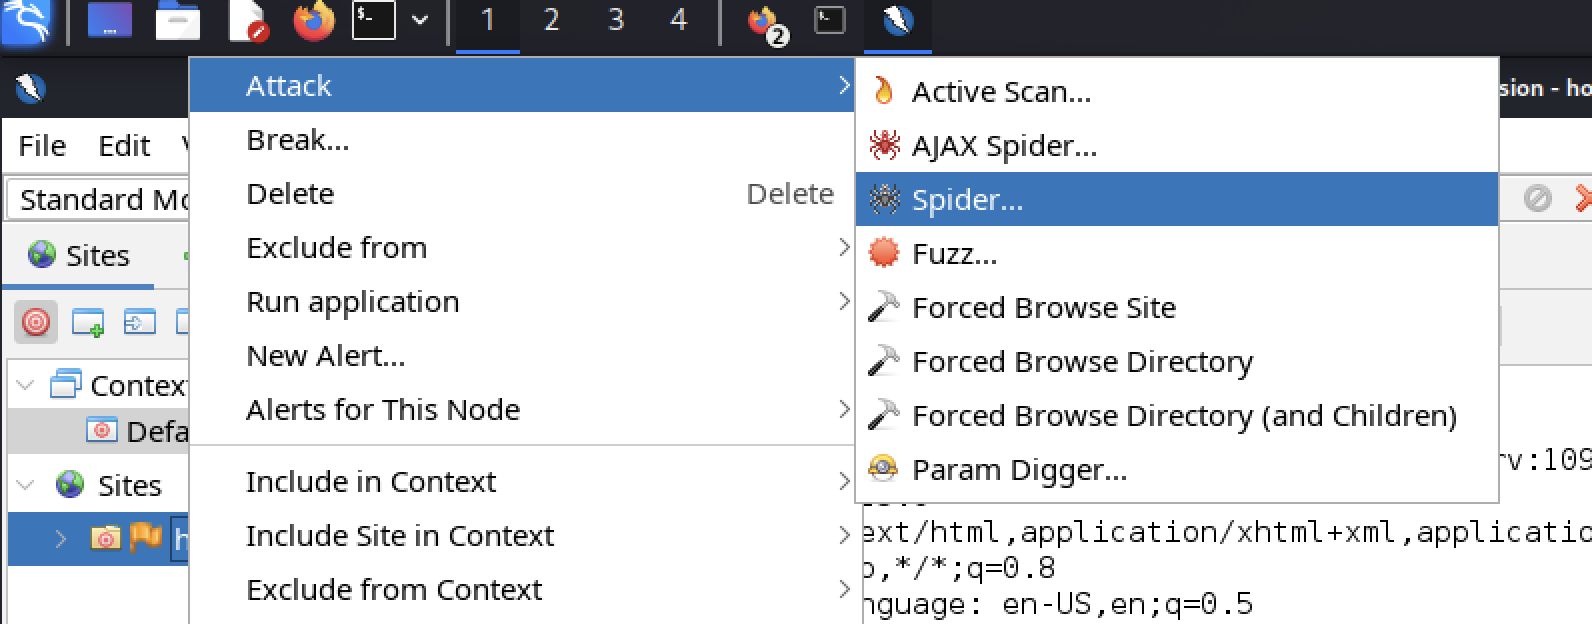 1 2 3 4 2
sion - ho
File Edit
Standard Mo
Sites
Contex
Defa
Sites
h
Attack
Break...
Delete Delete
Exclude from
Run application
New Alert...
Alerts for This Node
Include in Context
Include Site in Context
Exclude from Context
Active Scan...
AJAX Spider...
Spider...
Fuzz...
Forced Browse Site
Forced Browse Directory
Forced Browse Directory (and Children)
Param Digger...
rv:109
ext/html,application/xhtml+xml,applicatio
,*/*;q=0.8
nguage: en-US,en;q=0.5